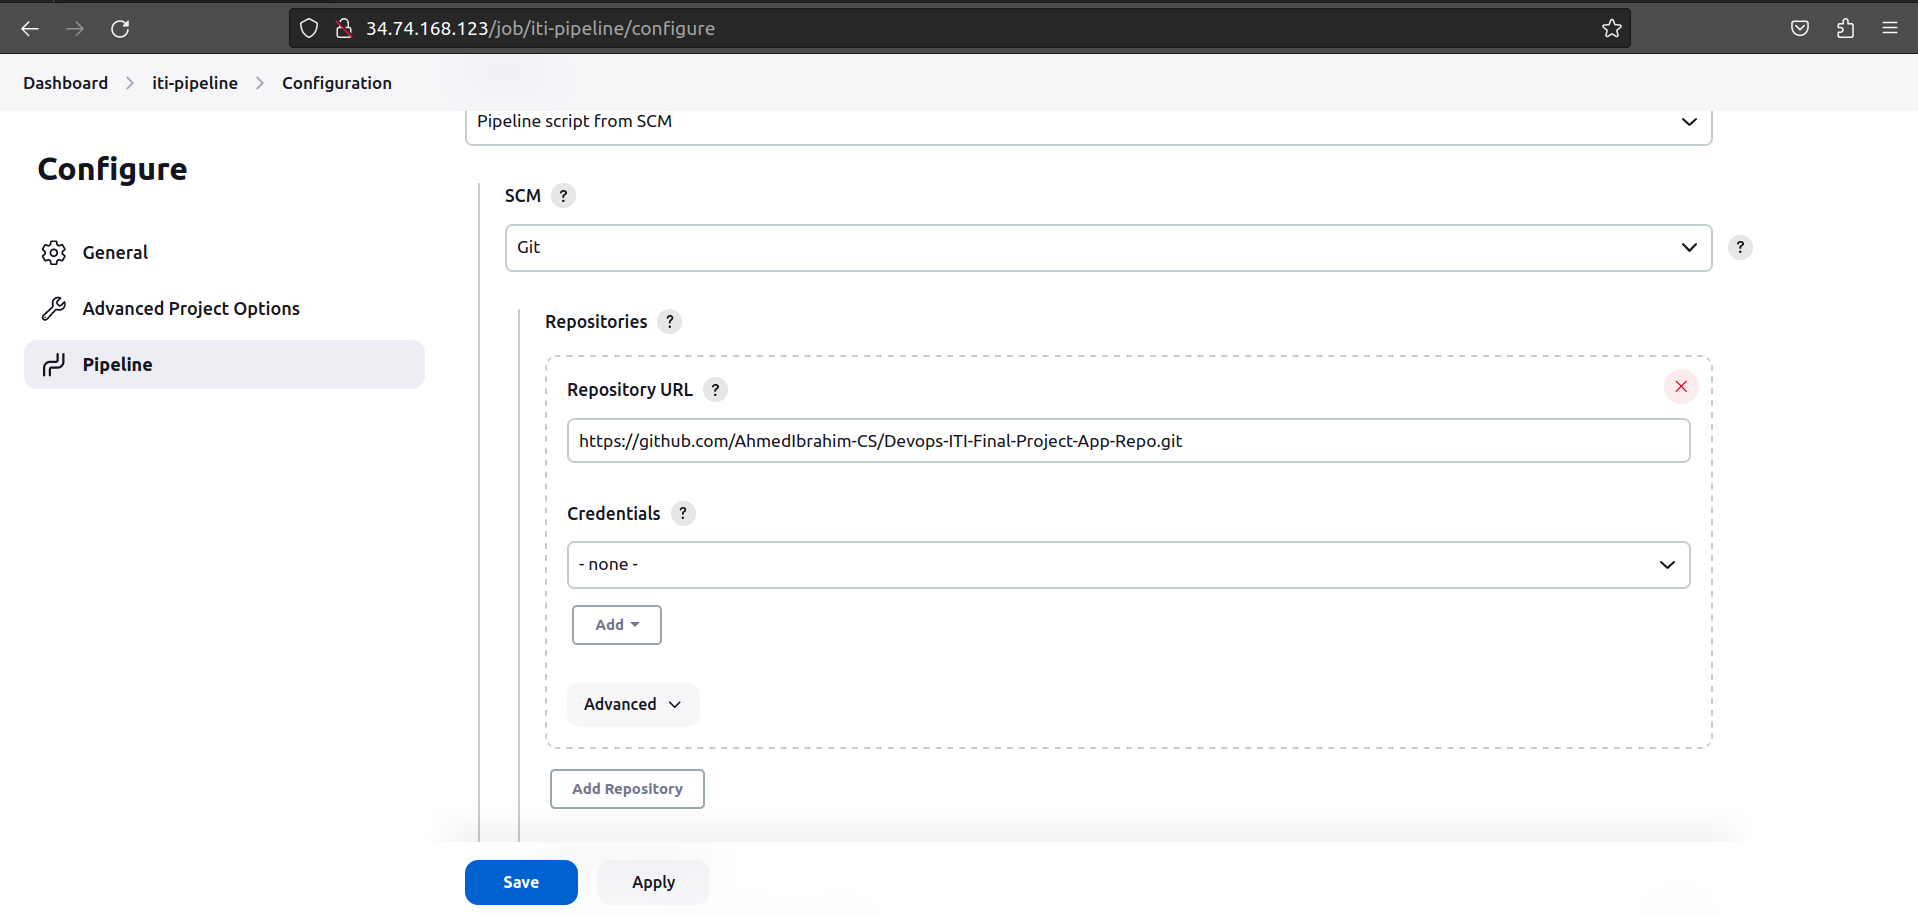 34.74.168.123/job/iti-pipeline/configure
Dashboard > iti-pipeline > Configuration
Configure
General
Advanced Project Options
Pipeline
Pipeline script from SCM
SCM ?
Git
?
Repositories ?
Repository URL ?
https://github.com/AhmedIbrahim-CS/Devops-ITI-Final-Project-App-Repo.git
Credentials ?
- none -
Add
Advanced
Add Repository
Save Apply